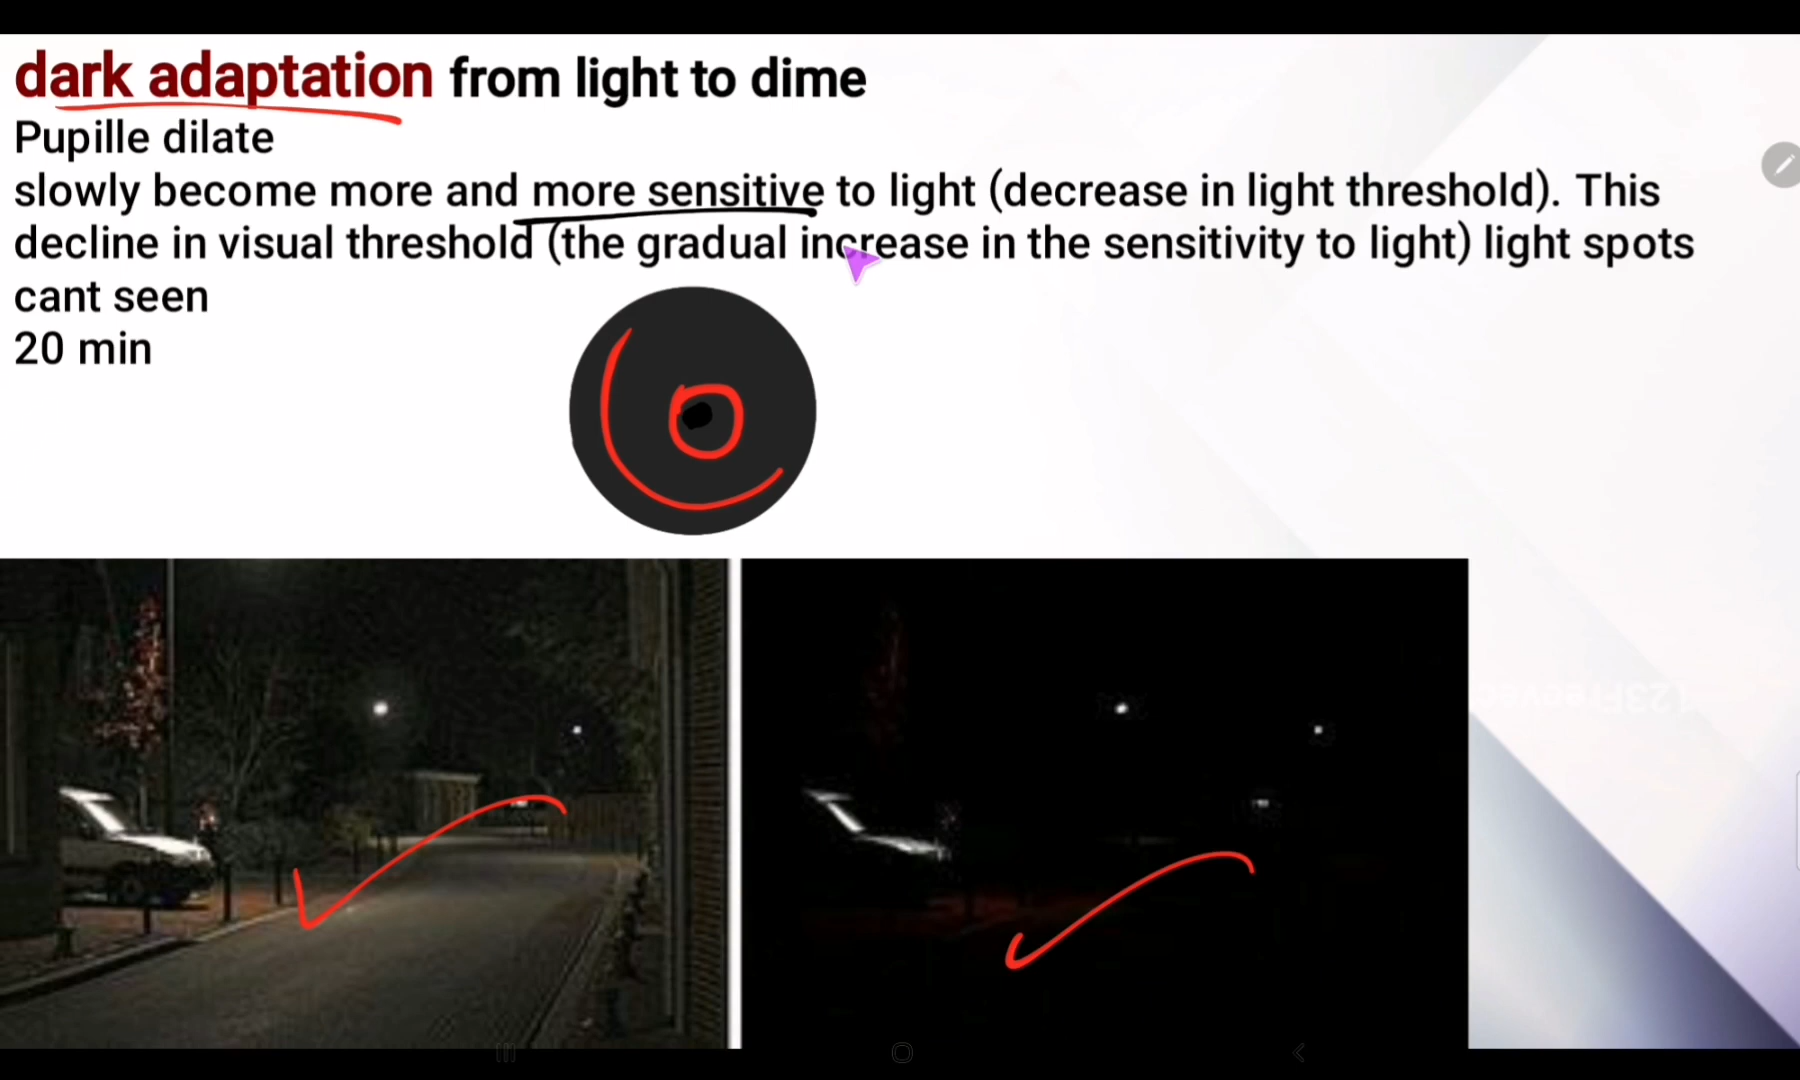 dark adaptation from light to dime
Pupille dilate
slowly become more and more sensitive to light (decrease in light threshold). This
decline in visual threshold (the gradual increase in the sensitivity to light) light spots
cant seen
20 min